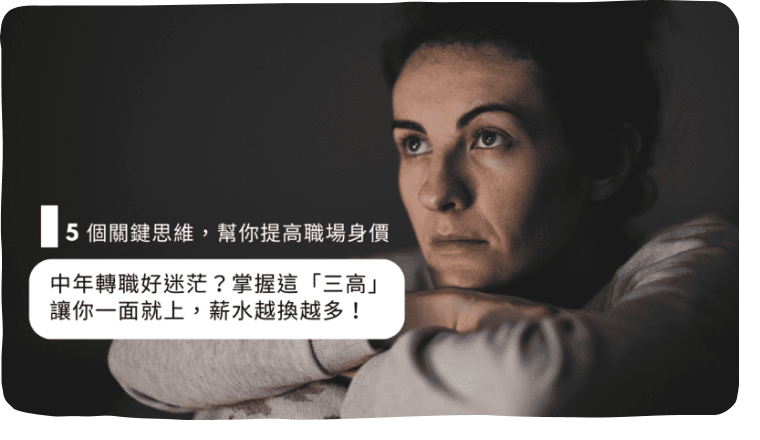 5 個關鍵思維，幫你提高職場身價
中年轉職好迷茫？掌握這「三高」
讓你一面就上，薪水越換越多！